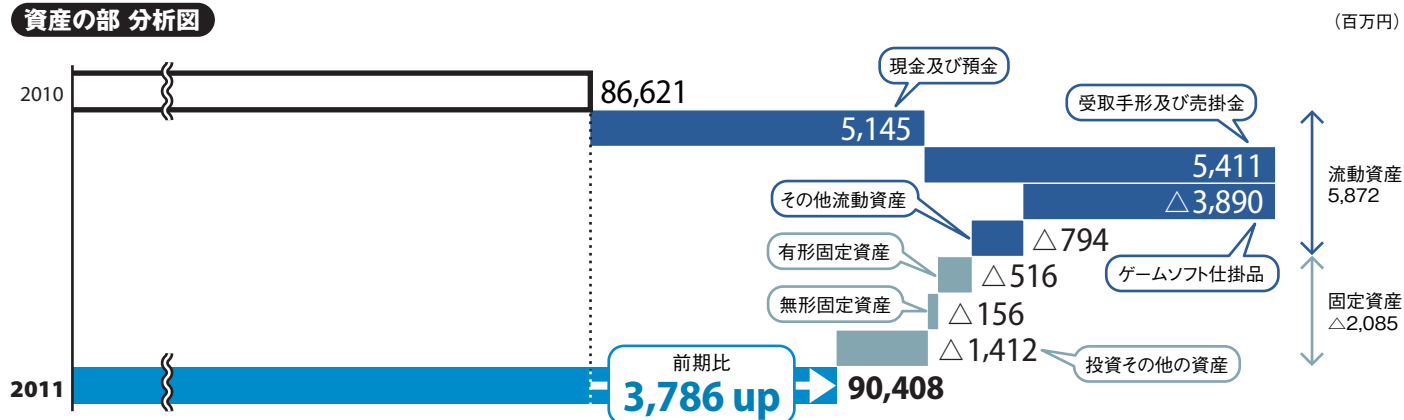 資産の部 分析図
(百万円)
2010
86,621
現金及び預金
5,145
受取手形及び売掛金
5,411
流動資産
5,872
その他流動資産
△3,890
△794
ゲームソフト仕掛品
有形固定資産
△516
無形固定資産
△156
固定資産
△2,085
△1,412
投資その他の資産
2011
前期比
3,786 up
90,408